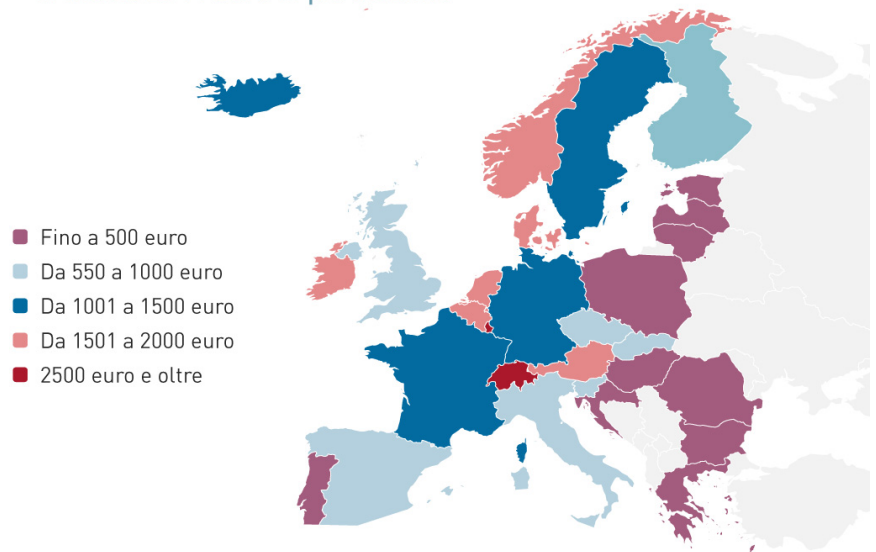 Fino a 500 euro
Da 550 a 1000 euro
Da 1001 a 1500 euro
Da 1501 a 2000 euro
2500 euro e oltre